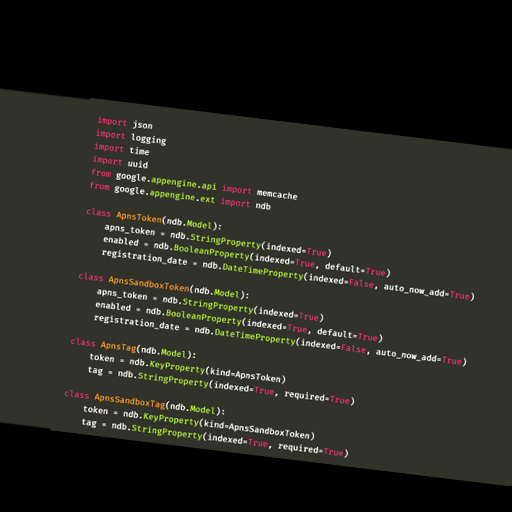 import json
import logging
import time
import uuid
from google.appengine.api import memcache
from google.appengine.ext import ndb
class ApnsToken(ndb.Model):
apns_token = ndb.StringProperty(indexed=True)
enabled = ndb.BooleanProperty(indexed=True, default=True)
registration_date = ndb.DateTimeProperty(indexed=False, auto_now_add=True)
class ApnsSandboxToken(ndb.Model):
apns_token = ndb.StringProperty(indexed=True)
enabled = ndb.BooleanProperty(indexed=True, default=True)
registration_date = ndb.DateTimeProperty(indexed=False, auto_now_add=True)
class ApnsTag(ndb.Model):
token = ndb.KeyProperty(kind=ApnsToken)
tag = ndb.StringProperty(indexed=True, required=True)
class ApnsSandboxTag(ndb.Model):
token = ndb.KeyProperty(kind=ApnsSandboxToken)
tag = ndb.StringProperty(indexed=True, required=True)